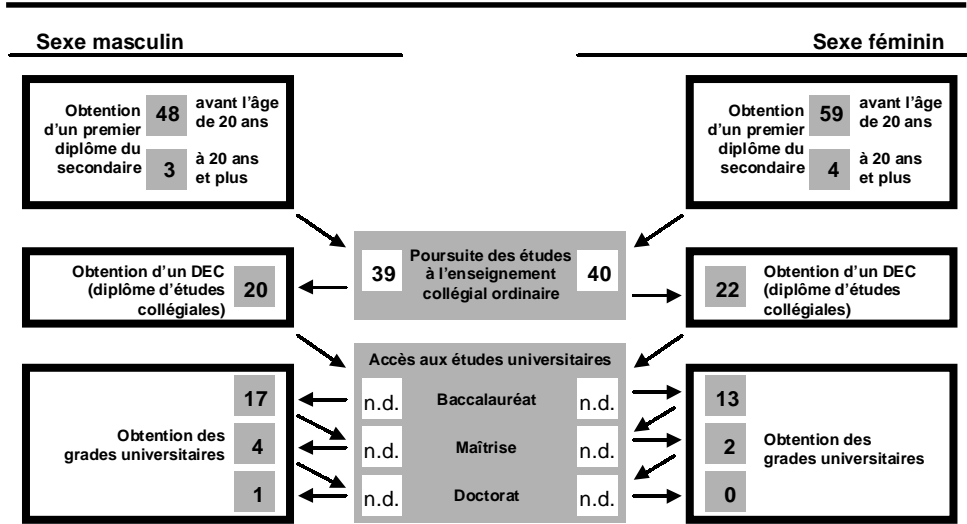 Sexe masculin
Sexe féminin
Obtention
d'un premier
diplôme du
secondaire
48
avant l'âge
de 20 ans
3
à 20 ans
et plus
Obtention
d'un premier
diplôme du
secondaire
59
avant l'âge
de 20 ans
4
à 20 ans
et plus
39
Poursuite des études
à l'enseignement
collégial ordinaire
40
Obtention d'un DEC
(diplôme d'études
collégiales)
20
22
Obtention d'un DEC
(diplôme d'études
collégiales)
Accès aux études universitaires
17
n.d.
Baccalauréat
n.d.
13
Obtention des
grades universitaires
4
n.d.
Maîtrise
n.d.
2
Obtention des
grades universitaires
1
n.d.
Doctorat
n.d.
0